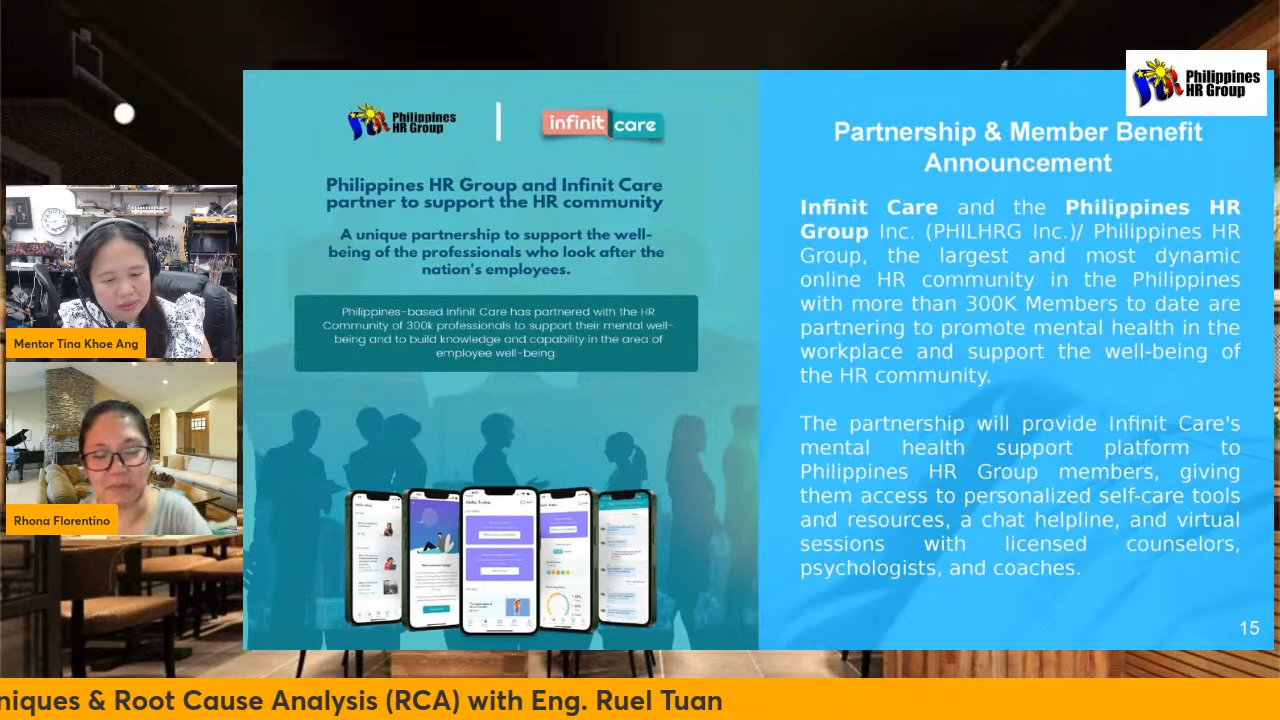 Philippines
HR Group
Philippines
HR Group
infinit care
Philippines HR Group and Infinit Care
partner to support the HR community
A unique partnership to support the well-
being of the professionals who look after the
nation's employees.
Philippines-based Infinit Care has partnered with the HR
Community of 300k professionals to support their mental well-
being and to build knowledge and capability in the area of
employee well-being.
Partnership & Member Benefit
Announcement
Infinit Care and the Philippines HR
Group Inc. (PHILHRG Inc.)/ Philippines HR
Group, the largest and most dynamic
online HR community in the Philippines
with more than 300K Members to date are
partnering to promote mental health in the
workplace and support the well-being of
the HR community.
The partnership will provide Infinit Care's
mental health support platform to
Philippines HR Group members, giving
them access to personalized self-care tools
and resources, a chat helpline, and virtual
sessions with licensed counselors,
psychologists, and coaches.
15
Mentor Tina Khoe Ang
Rhona Florentino
niques & Root Cause Analysis (RCA) with Eng. Ruel Tuan